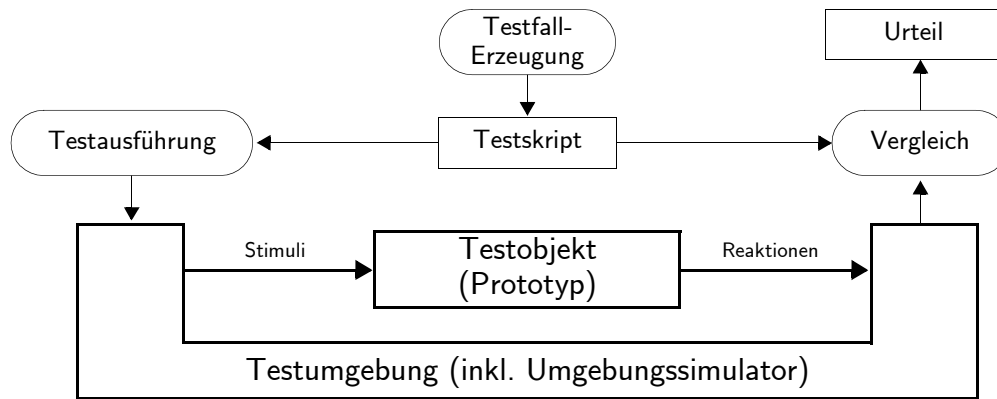 Testfall-
Erzeugung
Urteil
Testausführung
Testskript
Vergleich
Stimuli
Testobjekt
(Prototyp)
Reaktionen
Testumgebung (inkl. Umgebungssimulator)